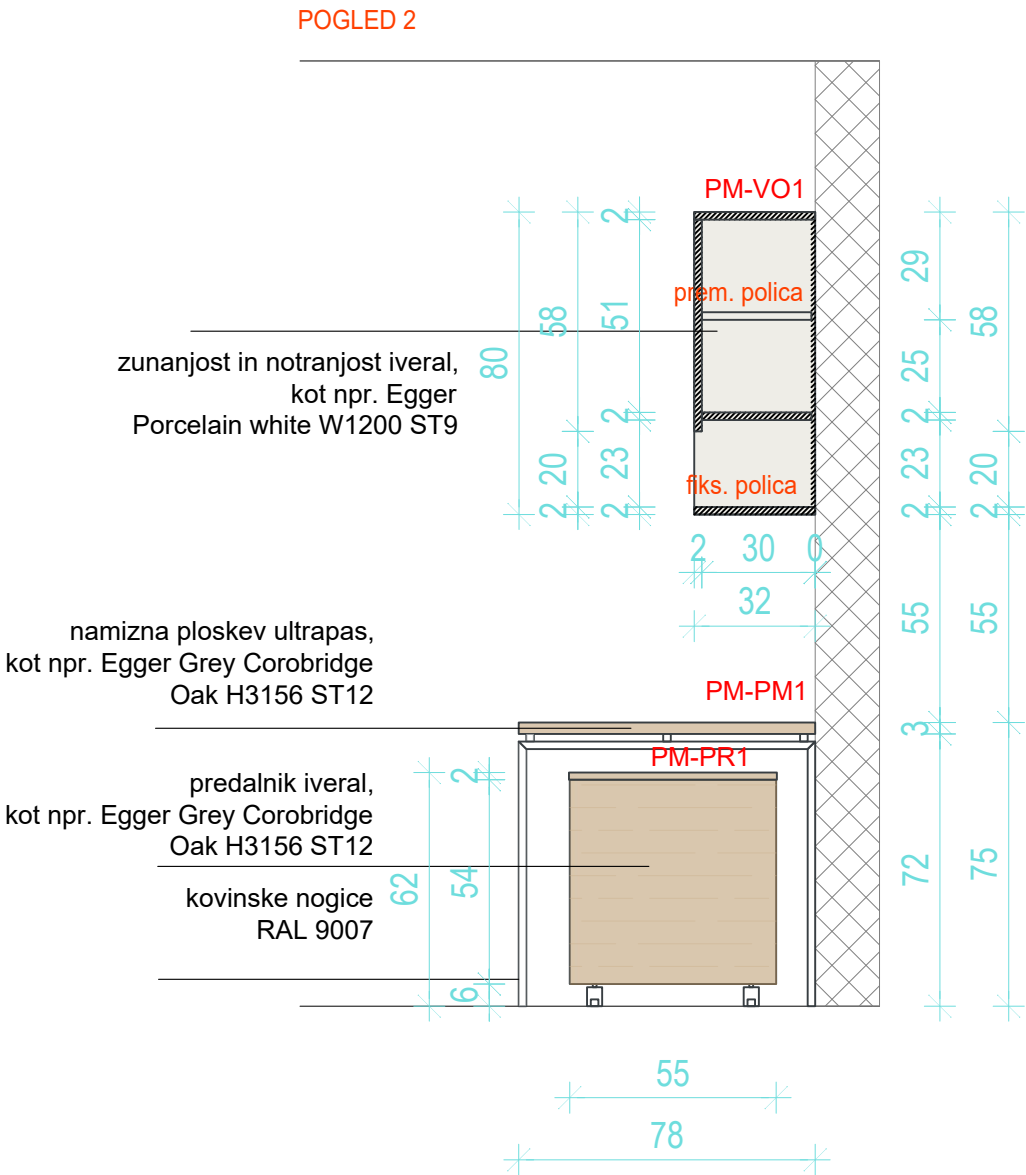 POGLED 2
PM-VO1
2
29
prem. polica
58
51
58
80
25
zunanjost in notranjost iveral,
kot npr. Egger
Porcelain white W1200 ST9
2
2
20
23
23
20
fiks. polica
2
2
2
2
2
30
0
32
55
55
namizna ploskev ultrapas,
kot npr. Egger Grey Corobridge
Oak H3156 ST12
PM-PM1
3
PM-PR1
2
predalnik iveral,
kot npr. Egger Grey Corobridge
Oak H3156 ST12
62
54
72
75
kovinske nogice
RAL 9007
6
55
78